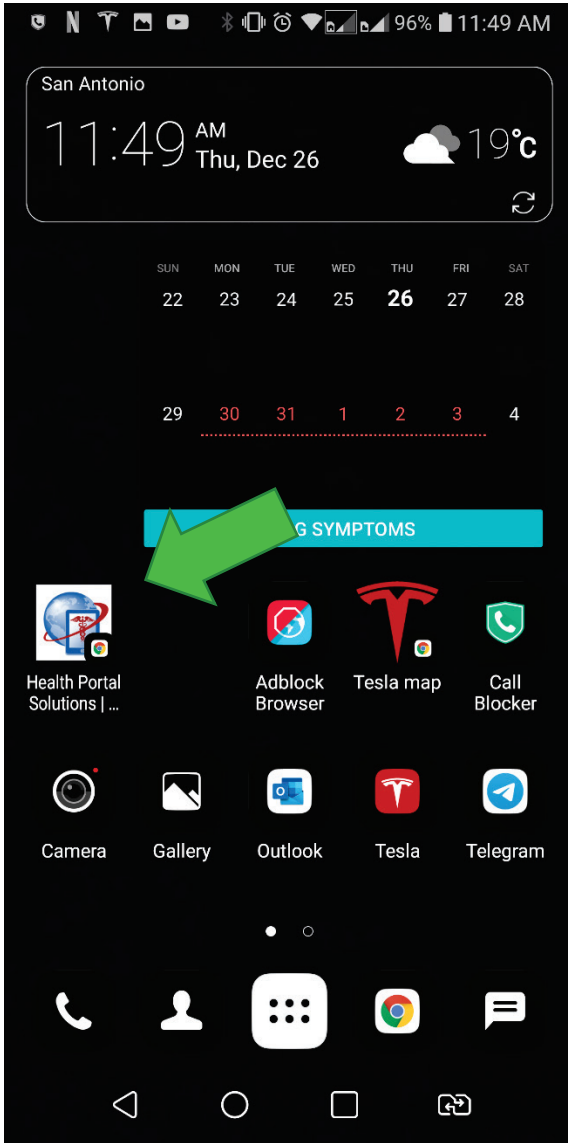 96% 11:49 AM
San Antonio
11:49 AM
Thu, Dec 26
19°c
SUN MON TUE WED THU FRI SAT
22 23 24 25 26 27 28
29 30 31 1 2 3 4
SYMPTOMS
Health Portal
Solutions | ...
Adblock
Browser
Tesla map
Call
Blocker
Camera
Gallery
Outlook
Tesla
Telegram